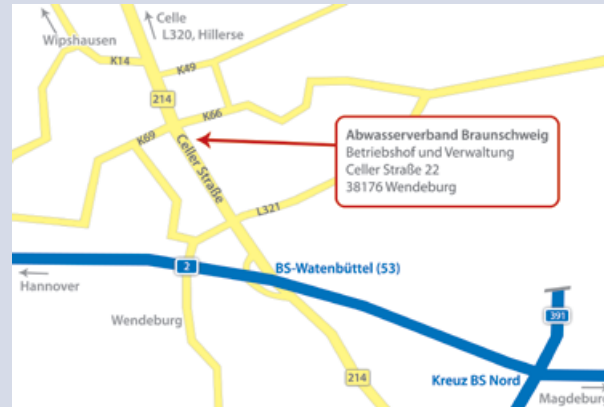 Celle
L320, Hillerse
Wipshausen
K14
K49
214
K66
K69
Celler Straße
Abwasserverband Braunschweig
Betriebshof und Verwaltung
Celler Straße 22
38176 Wendeburg
L321
2
BS-Watenbüttel (53)
Hannover
Wendeburg
391
214
Kreuz BS Nord
Magdeburg